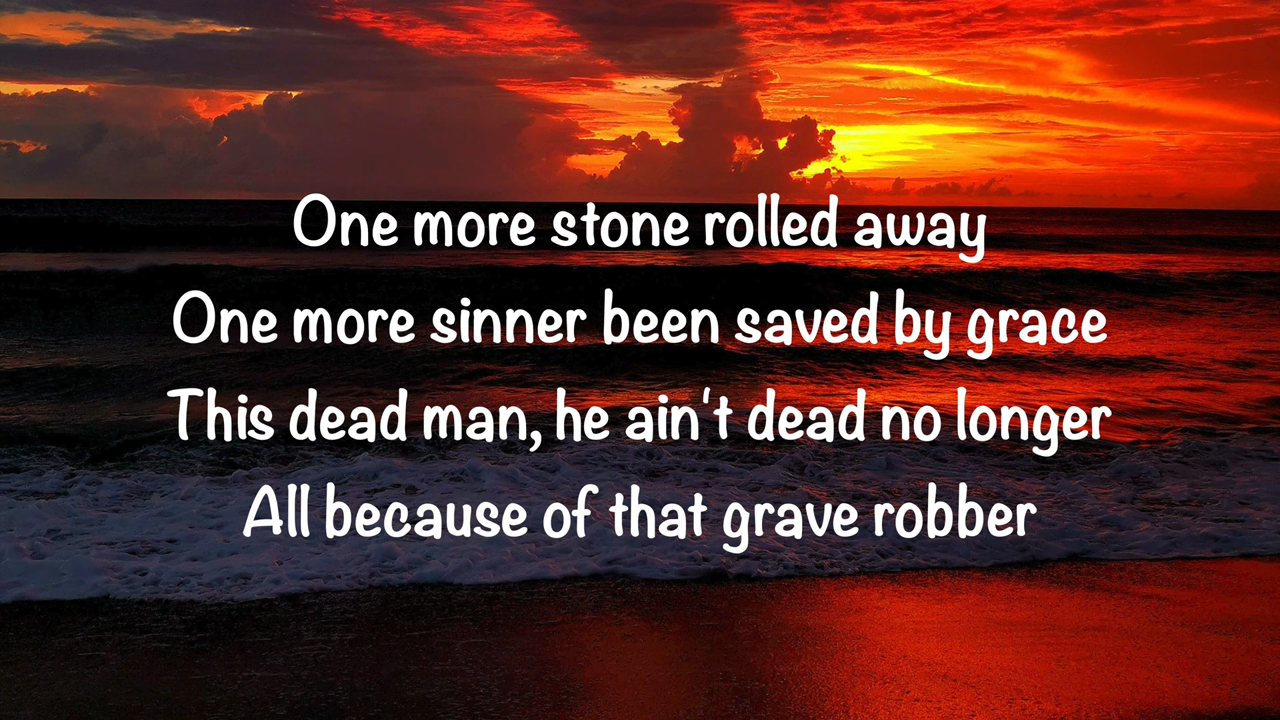 One more stone rolled away
One more sinner been saved by grace
This dead man, he ain't dead no longer
All because of that grave robber